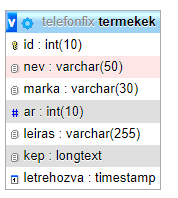 v telefonfix termekek
id : int(10)
nev : varchar(50)
marka : varchar(30)
# ar : int(10)
leiras : varchar(255)
kep : longtext
letrehozva : timestamp